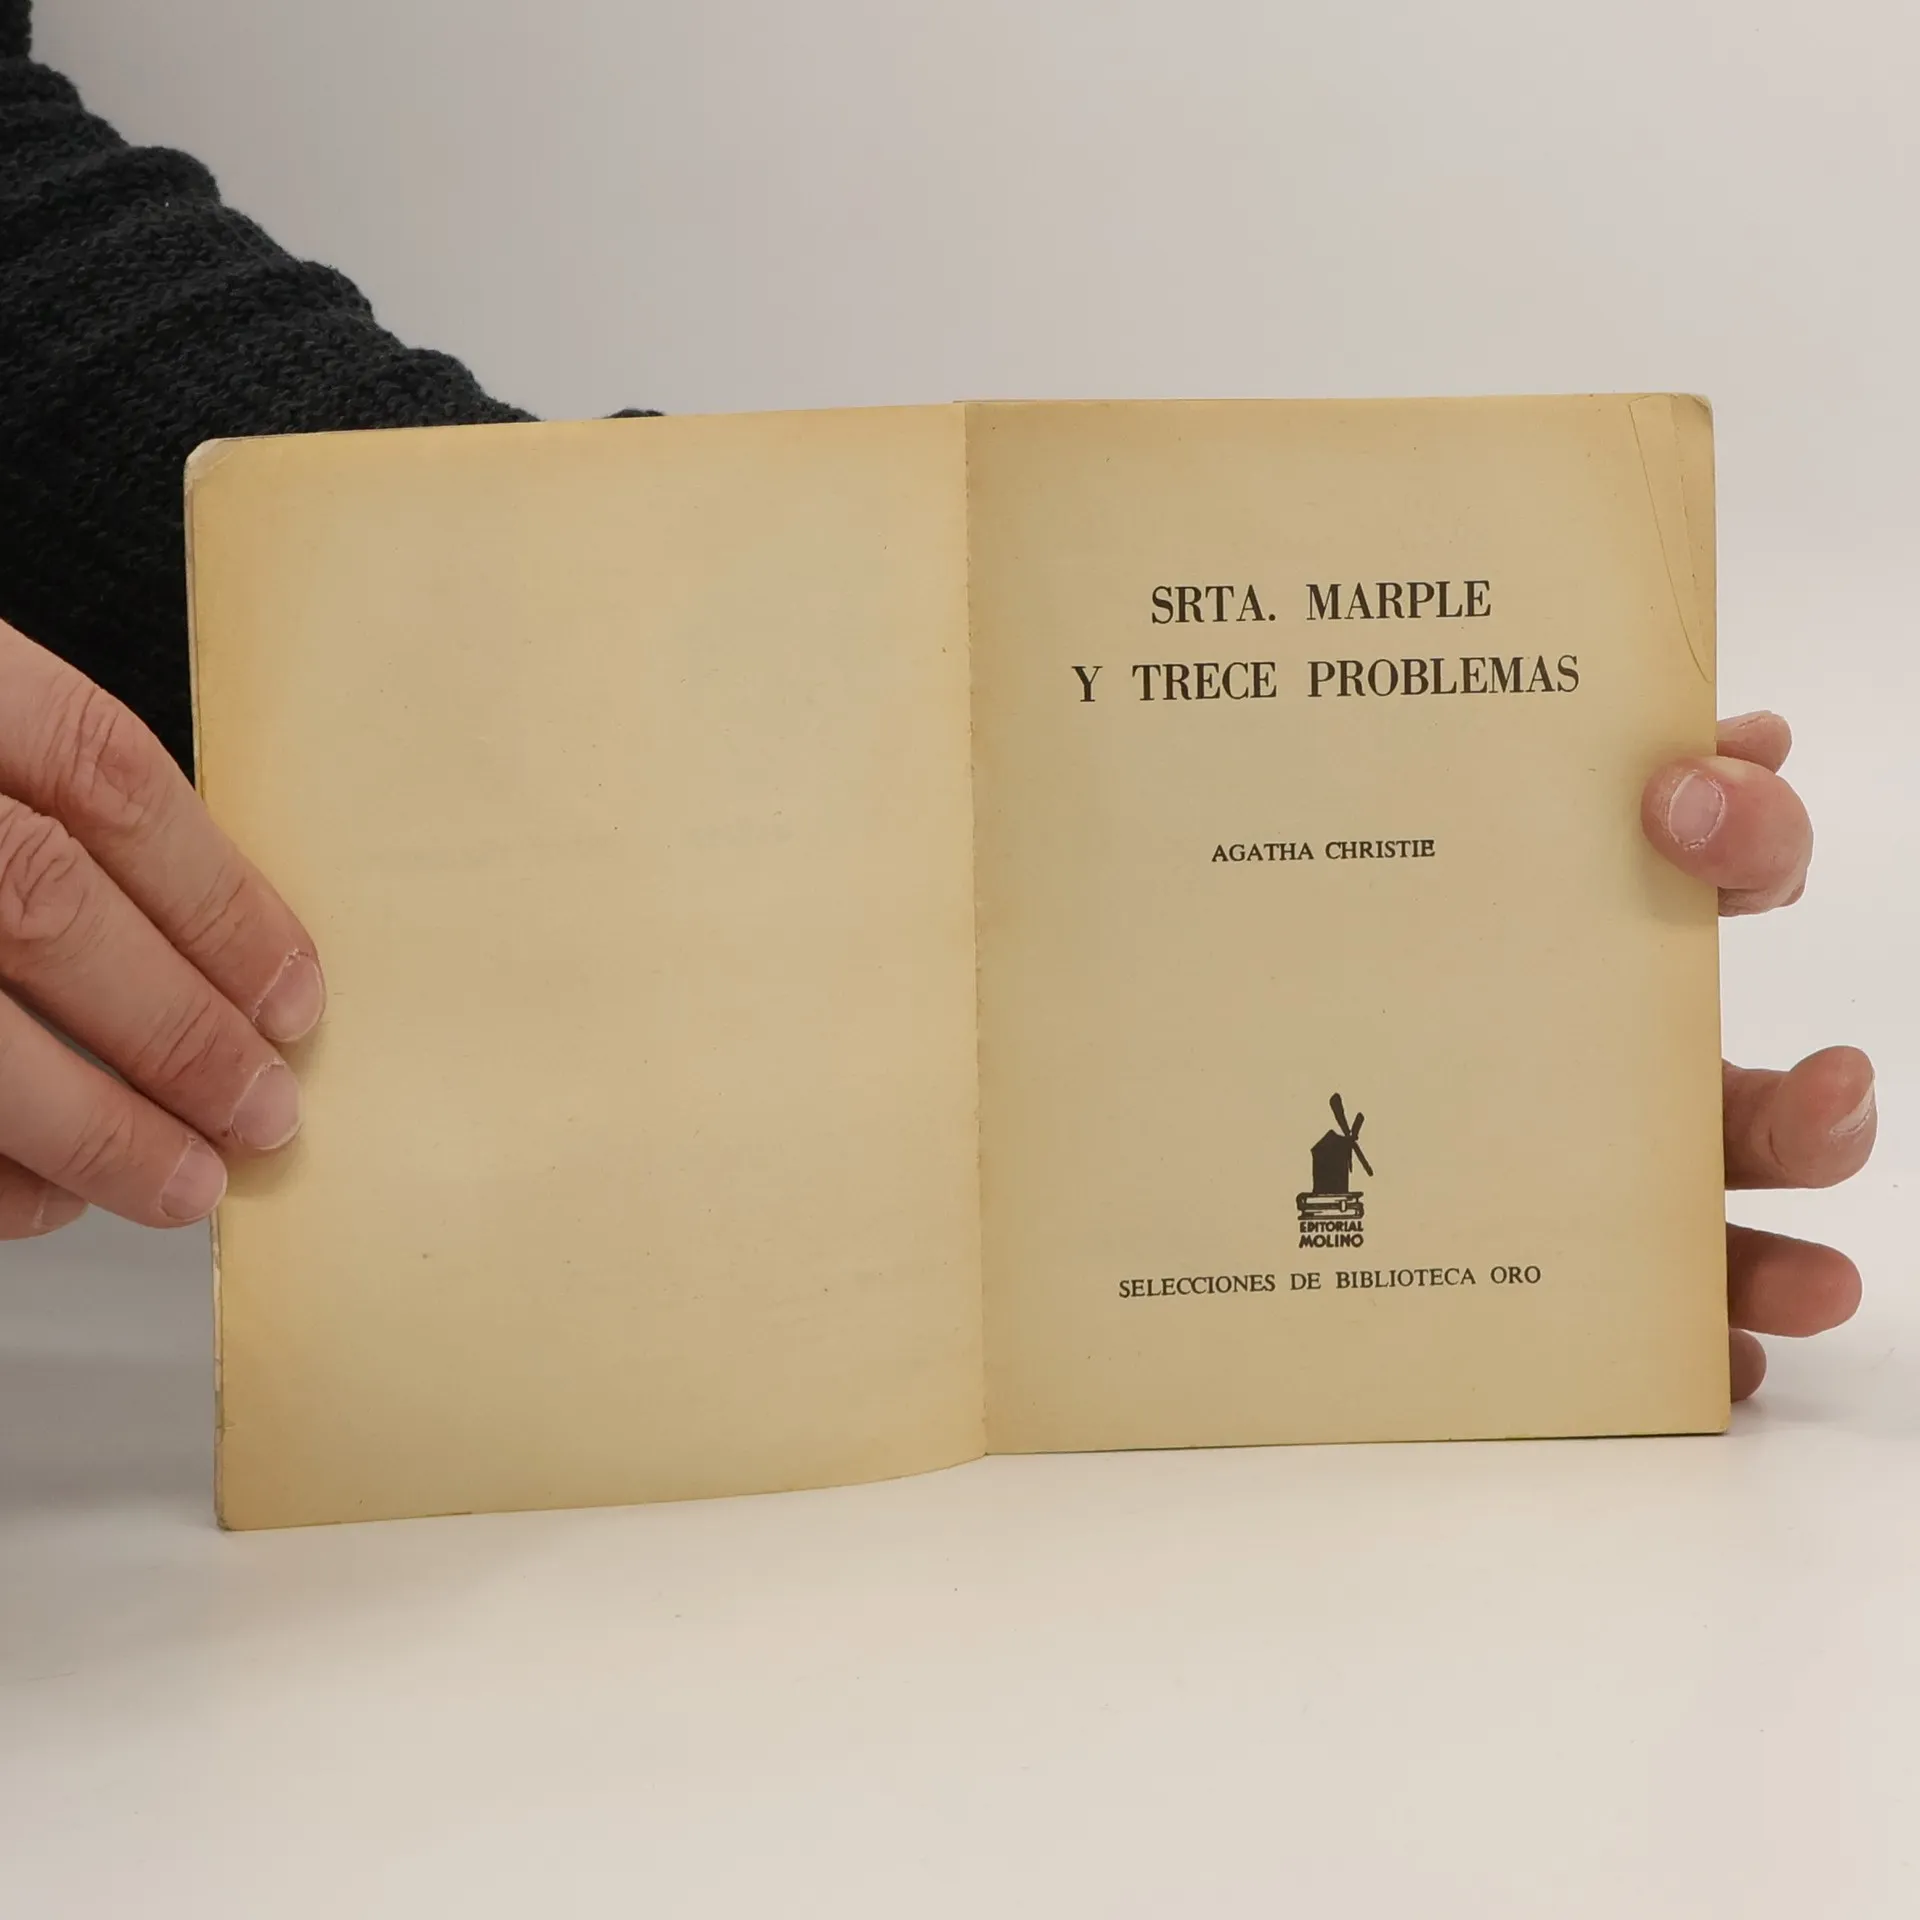 SRTA. MARPLE
Y TRECE PROBLEMAS
AGATHA CHRISTIE
EDITORIAL
MOLINO
SELECCIONES DE BIBLIOTECA ORO